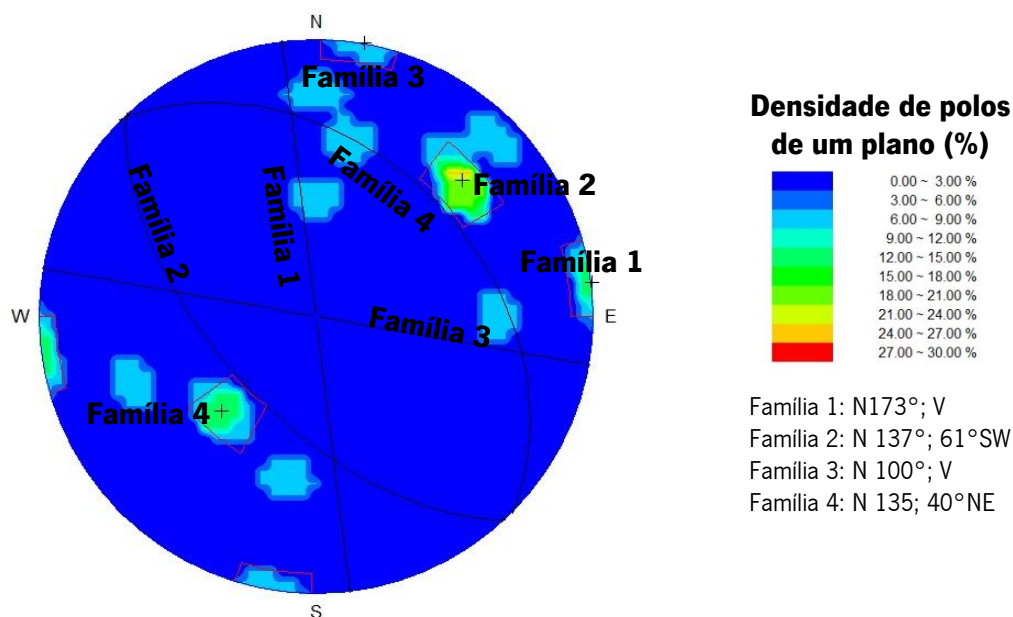 N
Família 3
Família 2
Família 4
Família 1
Família 2
Família 1
W
E
Família 3
Família 4
S
Densidade de polos
de um plano (%)
0.00 ~ 3.00 %
3.00 ~ 6.00 %
6.00 ~ 9.00 %
9.00 ~ 12.00 %
12.00 ~ 15.00 %
15.00 ~ 18.00 %
18.00 ~ 21.00 %
21.00 ~ 24.00 %
24.00 ~ 27.00 %
27.00 ~ 30.00 %
Família 1: N173°; V
Família 2: N 137°; 61°SW
Família 3: N 100°; V
Família 4: N 135; 40°NE